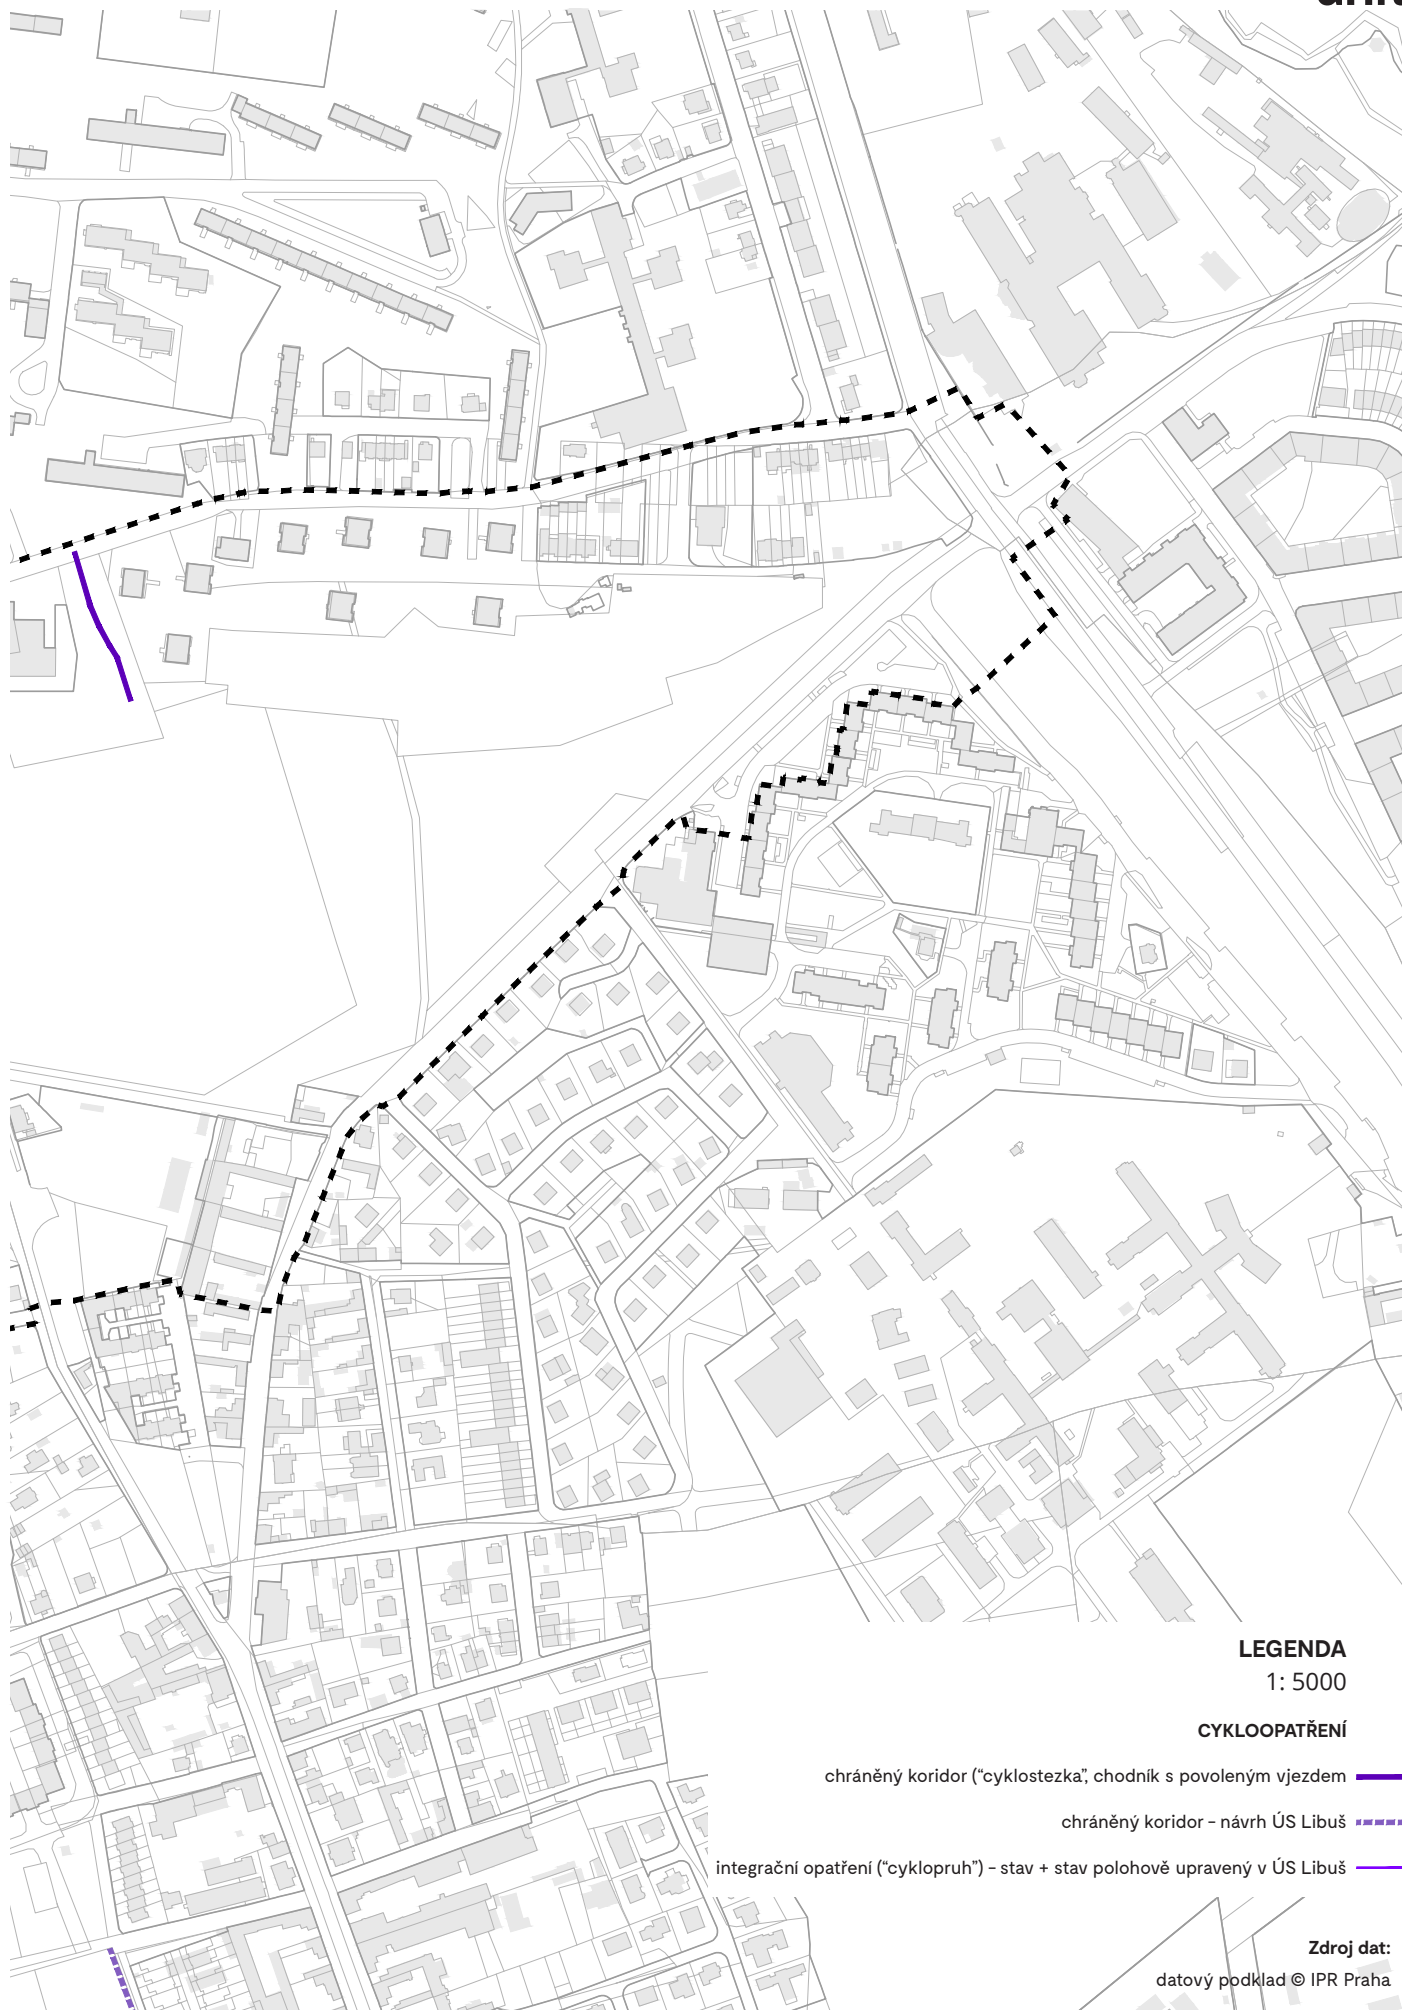 LEGENDA
1: 5000
CYKLOOPATŘENÍ
chráněný koridor (“cyklostezka”, chodník s povoleným vjezdem
chráněný koridor - návrh ÚS Libuš
integrační opatření (“cyklopruh”) - stav + stav polohově upravený v ÚS Libuš
Zdroj dat:
datový podklad © IPR Praha